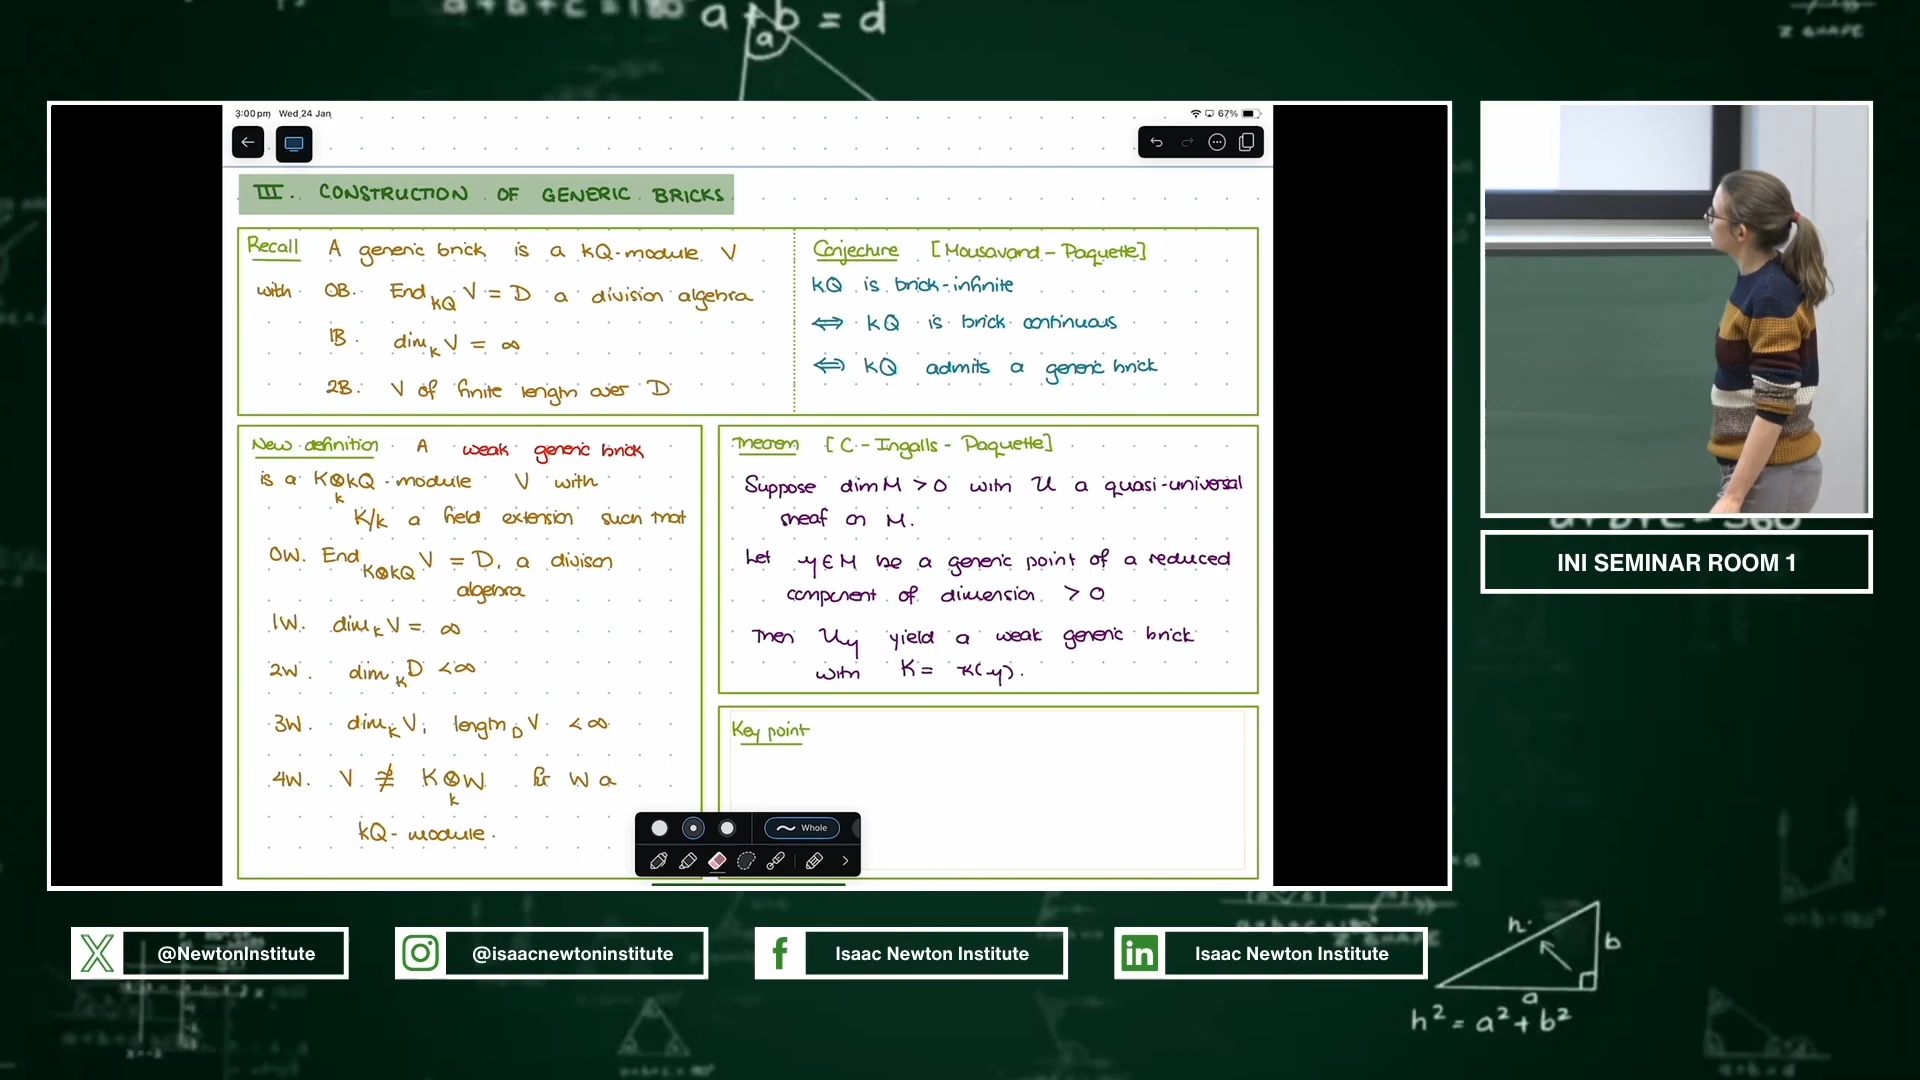 a + b = d
a
Z SHAPE
3:00pm Wed 24 Jan
67%
III. CONSTRUCTION OF GENERIC BRICKS
Recall A generic brick is a kQ-module V
with 0B. End_kQ V = D a division algebra
1B. dim_k V = ∞
2B. V of finite length over D
Conjecture [Mousavand - Paquette]
kQ is brick-infinite
⟺ kQ is brick continuous
⟺ kQ admits a generic brick
New definition A weak generic brick
is a K⊗_k kQ-module V with
K/k a field extension such that
0W. End_K⊗kQ V = D, a divison
algebra
1W. dim_k V = ∞
2W. dim_K D < ∞
3W. dim_K V, length_D V < ∞
4W. V ≇ K⊗_k W for W a
kQ-module.
Theorem [C - Ingalls - Paquette]
Suppose dim M > 0 with U a quasi-universal
sheaf on M.
Let y ∈ M be a generic point of a reduced
component of dimension > 0
Then U_y yield a weak generic brick
with K = κ(y).
Key point
Whole
INI SEMINAR ROOM 1
@NewtonInstitute
@isaacnewtoninstitute
Isaac Newton Institute
Isaac Newton Institute
h
b
a
h² = a² + b²